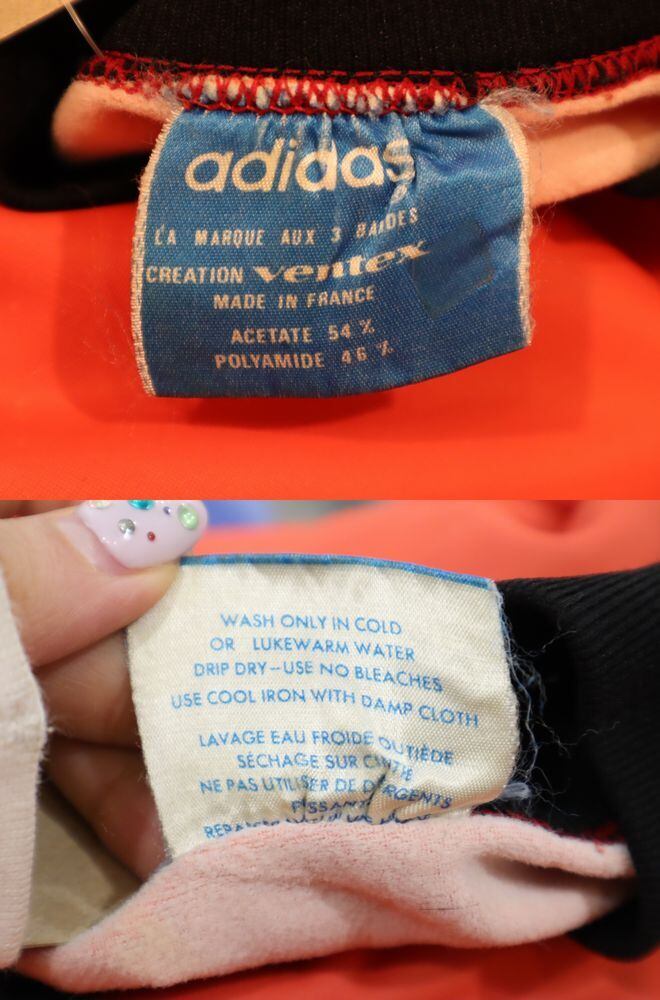 adidas
LA MARQUE AUX 3 BANDES
CREATION ventex
MADE IN FRANCE
ACETATE 54 %
POLYAMIDE 46 %
WASH ONLY IN COLD
OR LUKEWARM WATER
DRIP DRY–USE NO BLEACHES
USE COOL IRON WITH DAMP CLOTH
LAVAGE EAU FROIDE OUTIÈDE
SÉCHAGE SUR CINTRE
NE PAS UTILISER DE DÉTERGENTS